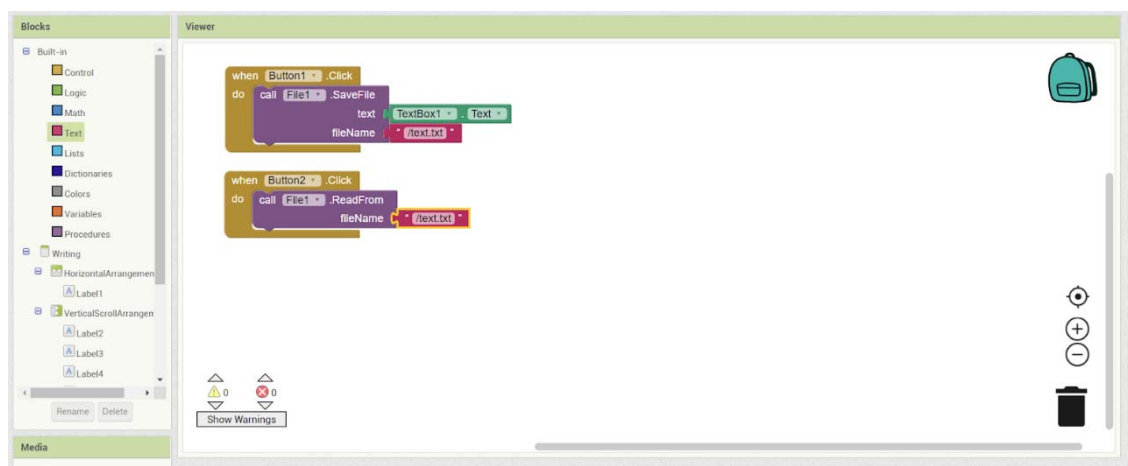 Blocks
Viewer
Built-in
Control
Logic
Math
Text
Lists
Dictionaries
Colors
Variables
Procedures
Writing
HorizontalArrangemen
Label1
VerticalScrollArrangem
Label2
Label3
Label4
Rename Delete
Media
when Button1 .Click
do call File1 .SaveFile
text TextBox1 . Text
fileName " /text.txt "
when Button2 .Click
do call File1 .ReadFrom
fileName " /text.txt "
0 0
Show Warnings